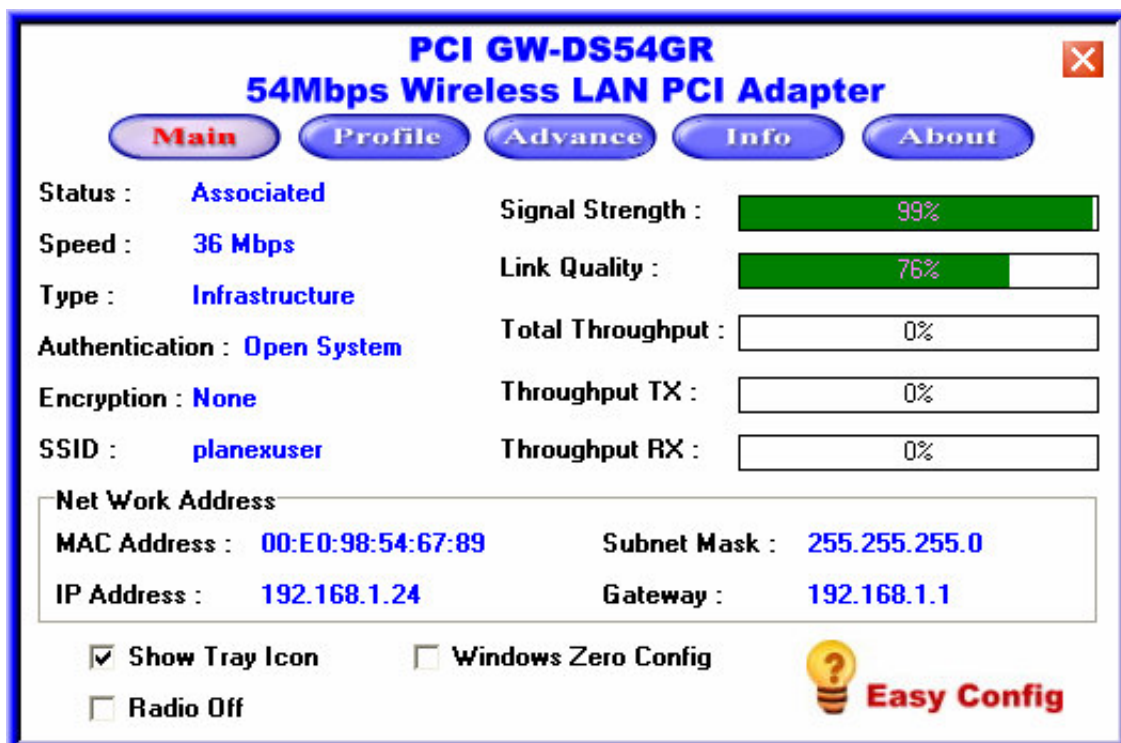 PCI GW-DS54GR
54Mbps Wireless LAN PCI Adapter
Main Profile Advance Info About
Status : Associated
Speed : 36 Mbps
Type : Infrastructure
Authentication : Open System
Encryption : None
SSID : planexuser
Signal Strength : 99%
Link Quality : 76%
Total Throughput : 0%
Throughput TX : 0%
Throughput RX : 0%
Net Work Address
MAC Address : 00:E0:98:54:67:89 Subnet Mask : 255.255.255.0
IP Address : 192.168.1.24 Gateway : 192.168.1.1
Show Tray Icon Windows Zero Config
Radio Off
? Easy Config